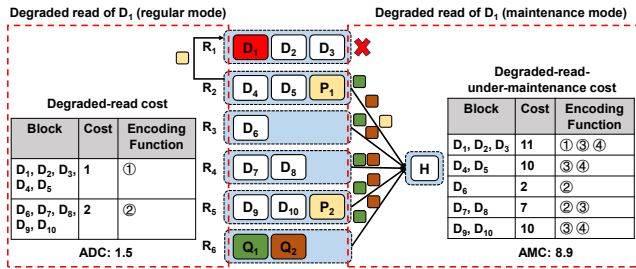 Degraded read of D1 (regular mode)
Degraded read of D1 (maintenance mode)
R1 D1 D2 D3
R2 D4 D5 P1
R3 D6
R4 D7 D8
R5 D9 D10 P2
R6 Q1 Q2
H
Degraded-read cost
Block Cost Encoding Function
D1, D2, D3, D4, D5 1 ①
D6, D7, D8, D9, D10 2 ②
ADC: 1.5
Degraded-read-
under-maintenance cost
Block Cost Encoding Function
D1, D2, D3 11 ① ③ ④
D4, D5 10 ③ ④
D6 2 ②
D7, D8 7 ② ③
D9, D10 10 ③ ④
AMC: 8.9